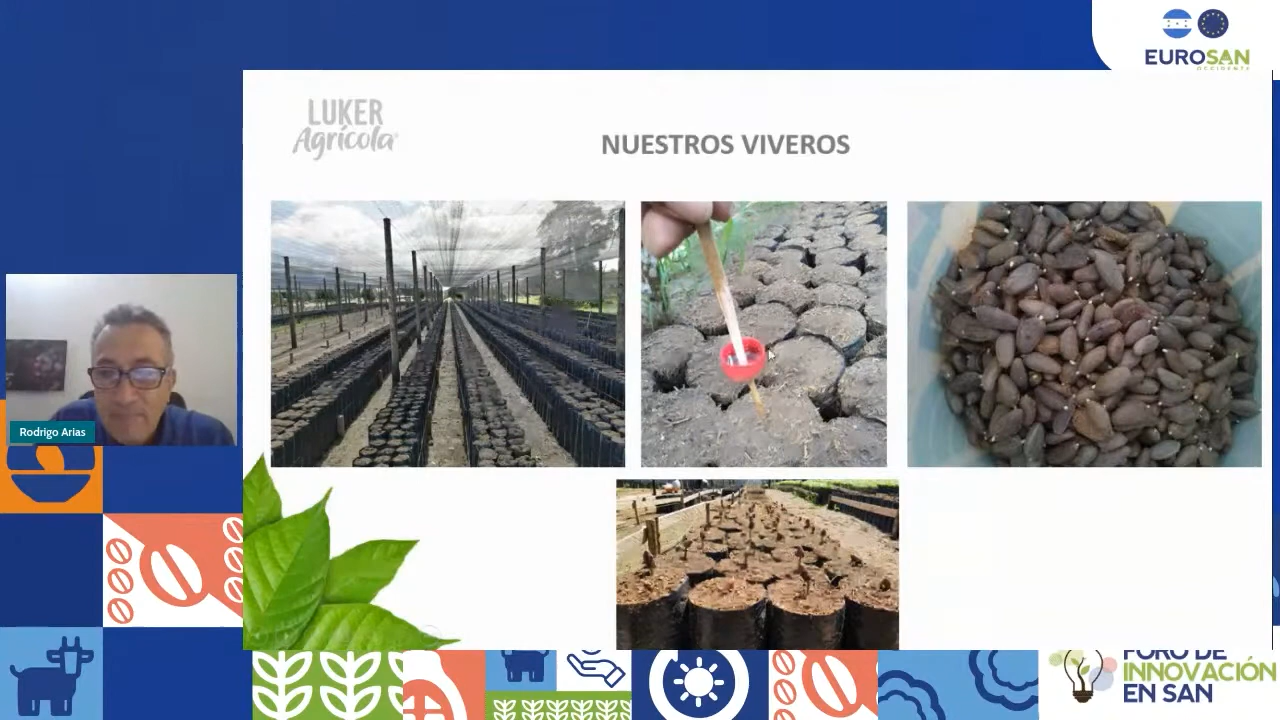 EUROSAN
OCCIDENTE
LUKER
Agrícola
NUESTROS VIVEROS
Rodrigo Arias
FORO DE
INNOVACIÓN
EN SAN